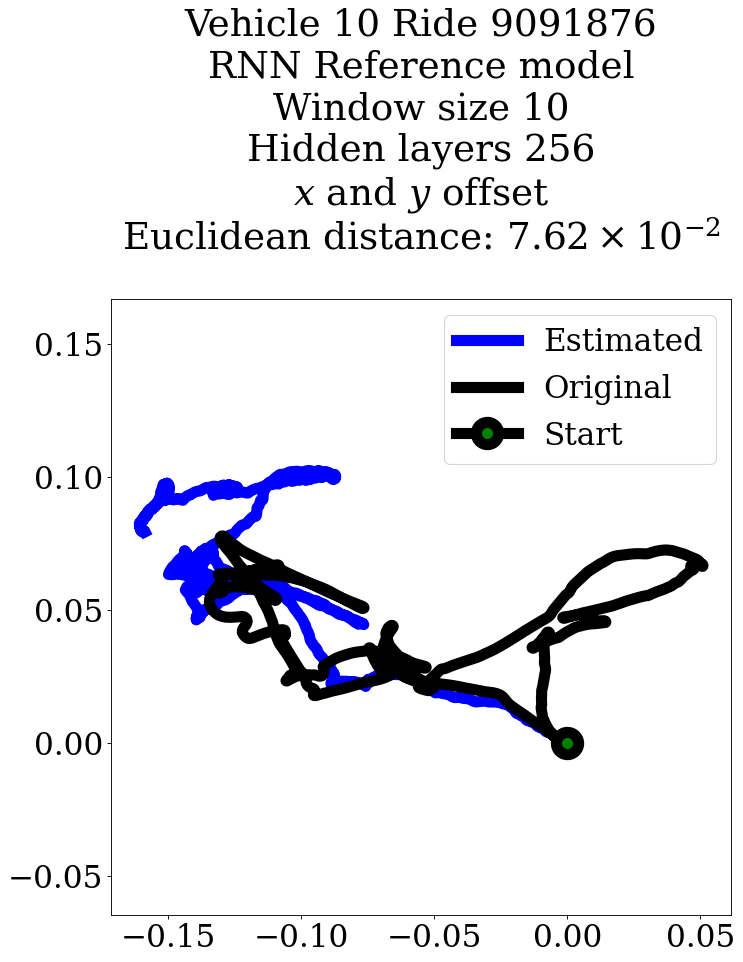 Vehicle 10 Ride 9091876
RNN Reference model
Window size 10
Hidden layers 256
x and y offset
Euclidean distance: 7.62 × 10⁻²
Estimated
Original
Start
0.15
0.10
0.05
0.00
−0.05
−0.15 −0.10 −0.05 0.00 0.05